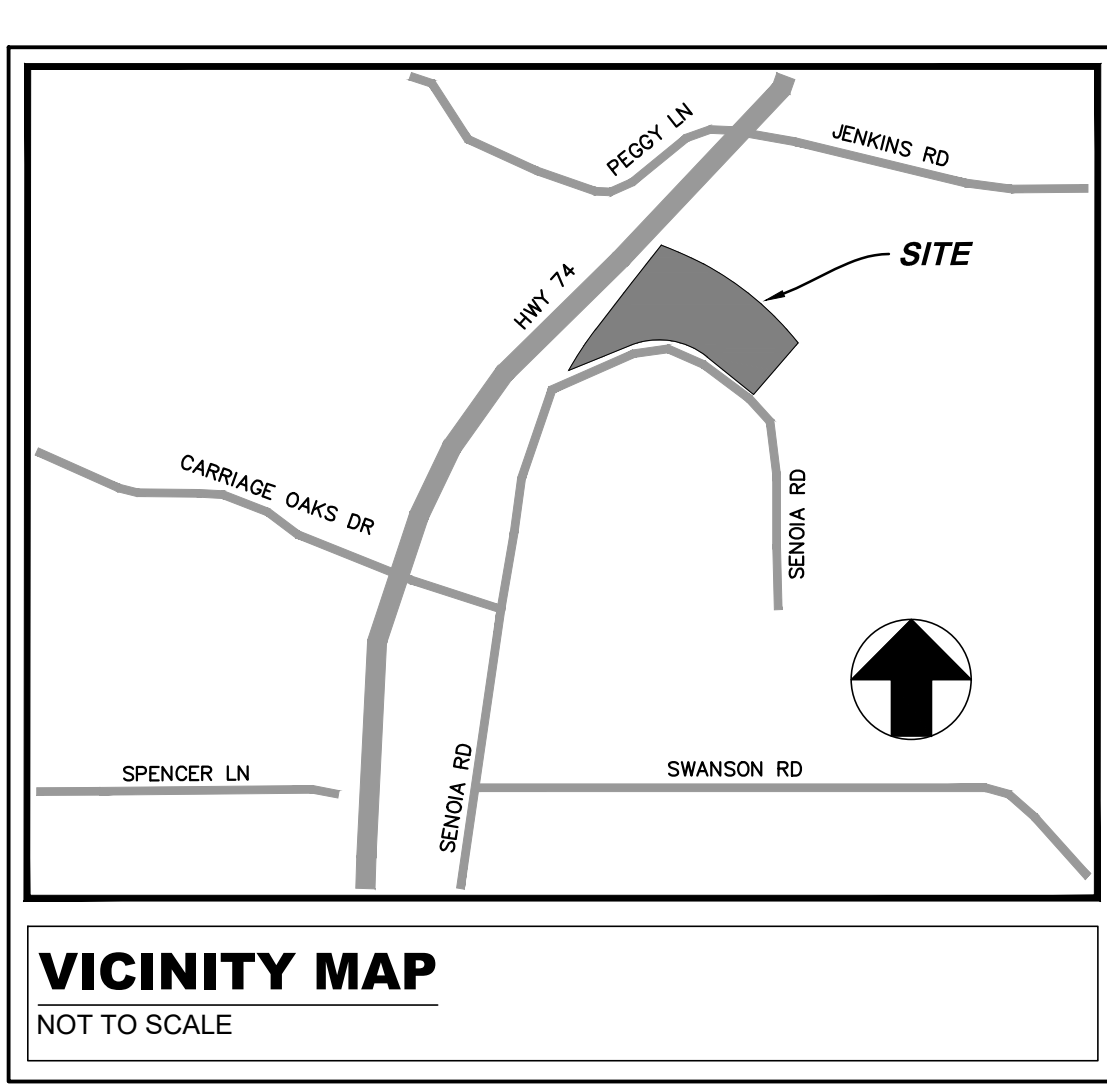 PEGGY LN
JENKINS RD
SITE
HWY 74
CARRIAGE OAKS DR
SENOIA RD
SPENCER LN
SENOIA RD
SWANSON RD
VICINITY MAP
NOT TO SCALE